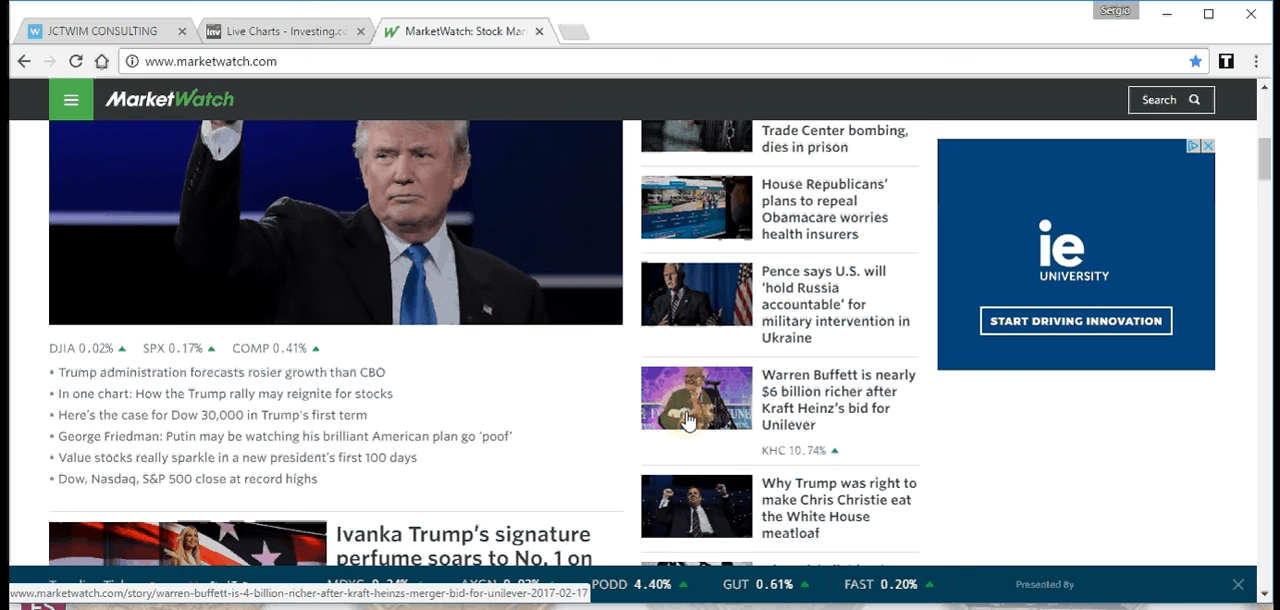 Sergio
JCTWIM CONSULTING
Inv Live Charts - Investing.co
MarketWatch: Stock Mar
www.marketwatch.com
T
MarketWatch
Search
Trade Center bombing,
dies in prison
House Republicans'
plans to repeal
Obamacare worries
health insurers
Pence says U.S. will
'hold Russia
accountable' for
military intervention in
Ukraine
Warren Buffett is nearly
$6 billion richer after
Kraft Heinz's bid for
Unilever
KHC 10.74%
Why Trump was right to
make Chris Christie eat
the White House
meatloaf
ie
UNIVERSITY
START DRIVING INNOVATION
DJIA 0.02% SPX 0.17% COMP 0.41%
• Trump administration forecasts rosier growth than CBO
• In one chart: How the Trump rally may reignite for stocks
• Here's the case for Dow 30,000 in Trump's first term
• George Friedman: Putin may be watching his brilliant American plan go 'poof'
• Value stocks really sparkle in a new president's first 100 days
• Dow, Nasdaq, S&P 500 close at record highs
Ivanka Trump's signature
perfume soars to No. 1 on
PODD 4.40% GUT 0.61% FAST 0.20% Presented By
www.marketwatch.com/story/warren-buffett-is-4-billion-richer-after-kraft-heinzs-merger-bid-for-unilever-2017-02-17